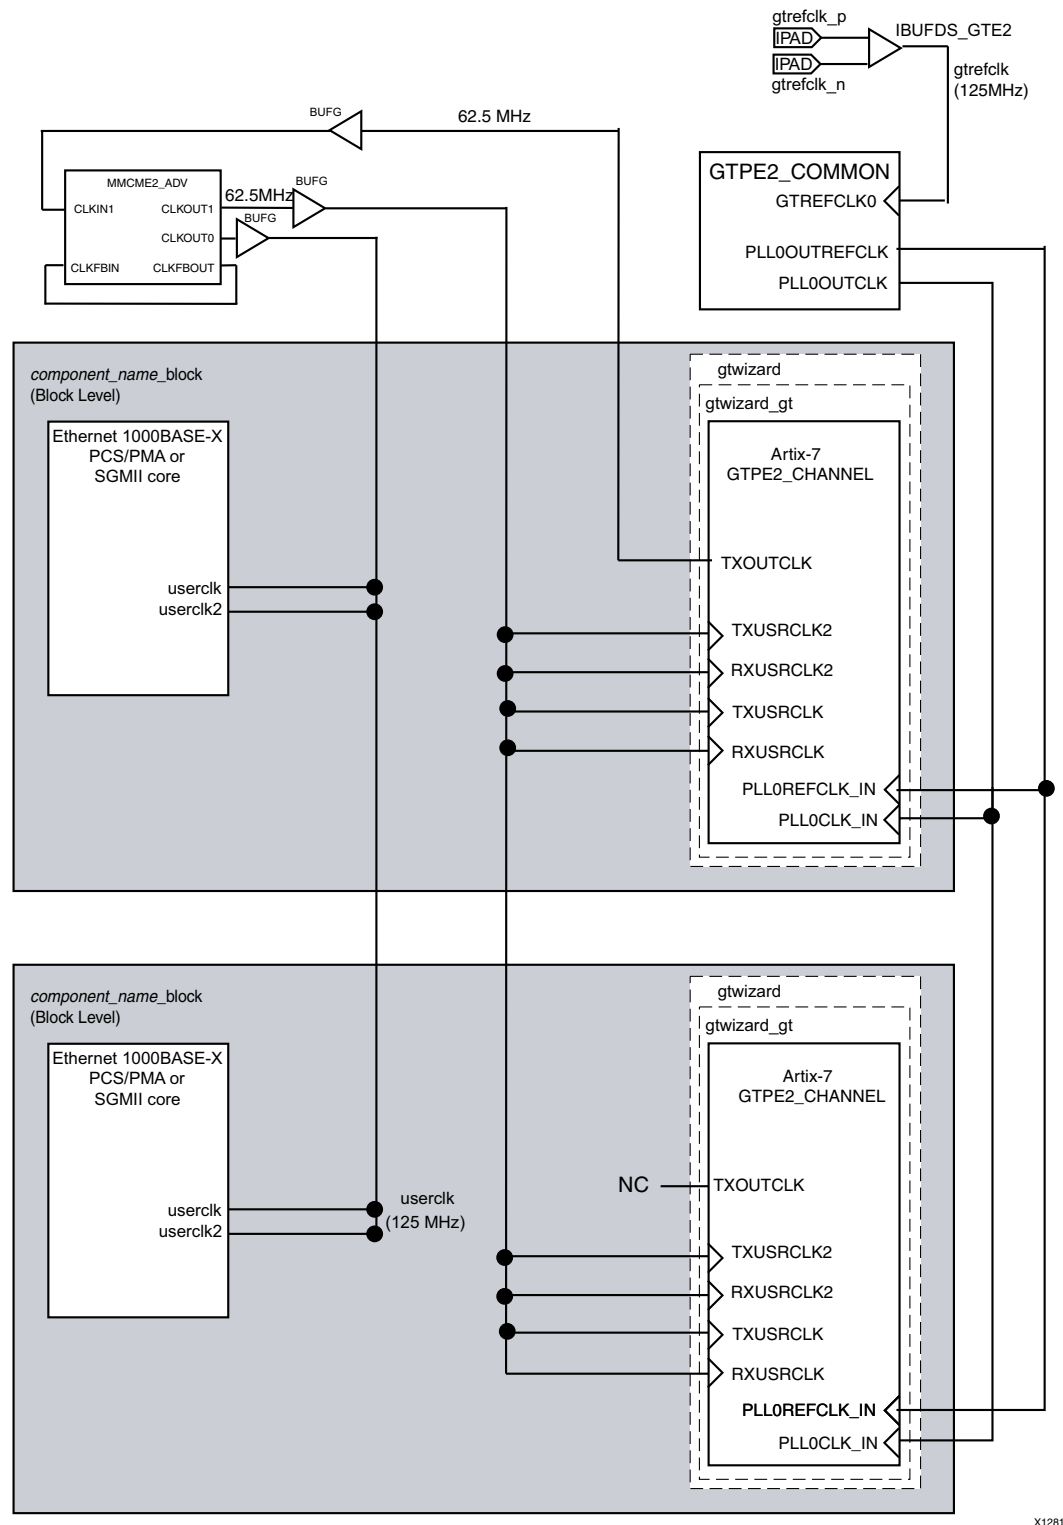 gtrefclk_p
IPAD
IBUFDS_GTE2
IPAD
gtrefclk_n
gtrefclk
(125MHz)
BUFG
62.5 MHz
MMCME2_ADV
CLKIN1
CLKOUT1
62.5MHz
BUFG
CLKOUT0
BUFG
CLKFBIN
CLKFBOUT
GTPE2_COMMON
GTREFCLK0
PLL0OUTREFCLK
PLL0OUTCLK
component_name_block
(Block Level)
Ethernet 1000BASE-X
PCS/PMA or
SGMII core
userclk
userclk2
gtwizard
gtwizard_gt
Artix-7
GTPE2_CHANNEL
TXOUTCLK
TXUSRCLK2
RXUSRCLK2
TXUSRCLK
RXUSRCLK
PLL0REFCLK_IN
PLL0CLK_IN
component_name_block
(Block Level)
Ethernet 1000BASE-X
PCS/PMA or
SGMII core
userclk
userclk2
userclk
(125 MHz)
gtwizard
gtwizard_gt
Artix-7
GTPE2_CHANNEL
NC
TXOUTCLK
TXUSRCLK2
RXUSRCLK2
TXUSRCLK
RXUSRCLK
PLL0REFCLK_IN
PLL0CLK_IN